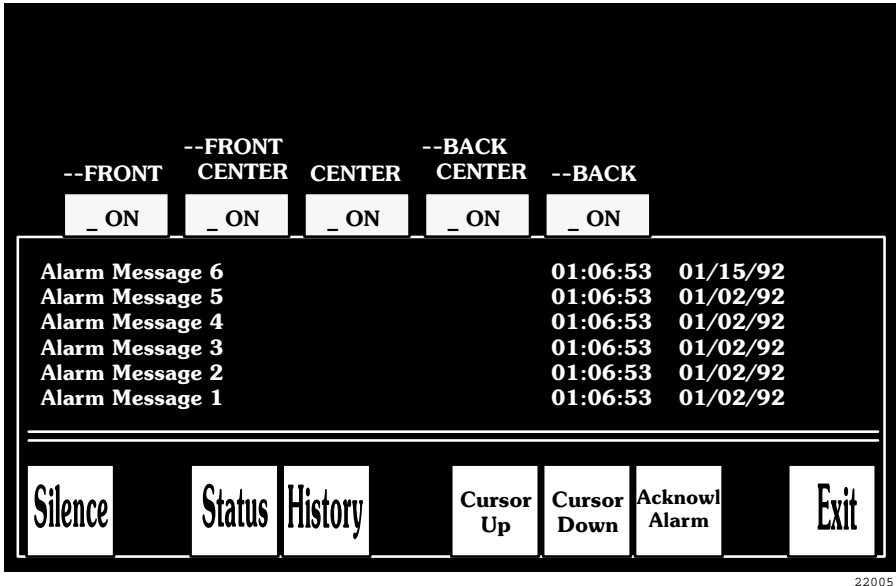 --FRONT
--FRONT
CENTER
CENTER
--BACK
CENTER
--BACK
_ ON
_ ON
_ ON
_ ON
_ ON
Alarm Message 6 01:06:53 01/15/92
Alarm Message 5 01:06:53 01/02/92
Alarm Message 4 01:06:53 01/02/92
Alarm Message 3 01:06:53 01/02/92
Alarm Message 2 01:06:53 01/02/92
Alarm Message 1 01:06:53 01/02/92
Silence
Status
History
Cursor
Up
Cursor
Down
Acknowl
Alarm
Exit
22005